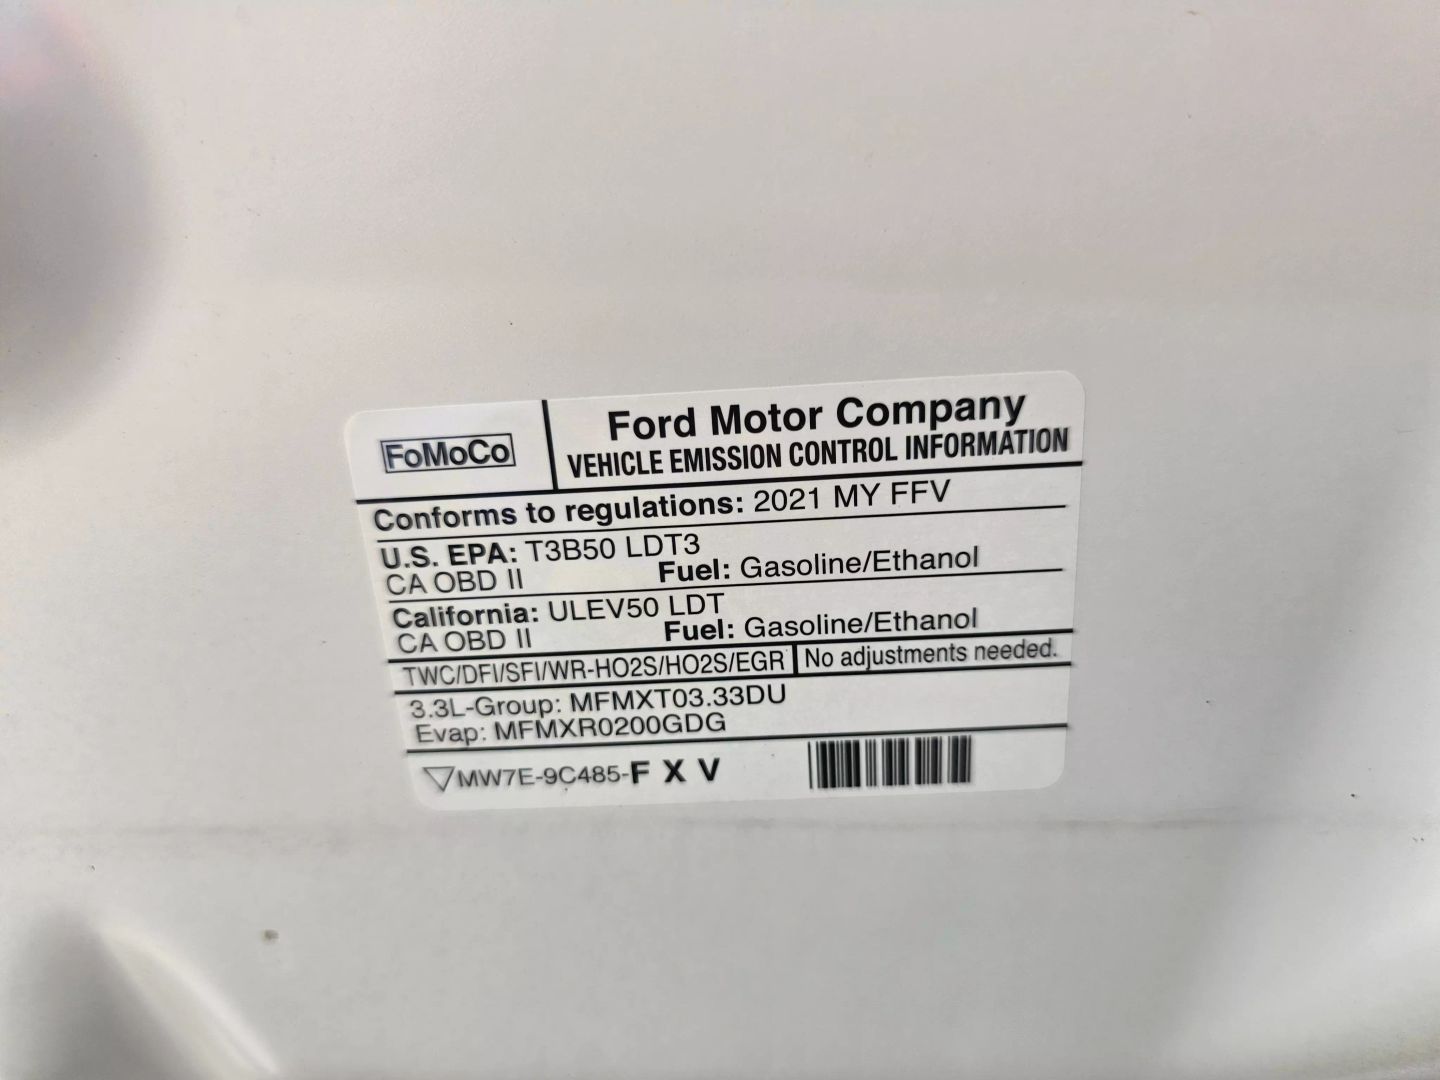 FoMoCo
Ford Motor Company
VEHICLE EMISSION CONTROL INFORMATION
Conforms to regulations: 2021 MY FFV
U.S. EPA: T3B50 LDT3
CA OBD II Fuel: Gasoline/Ethanol
California: ULEV50 LDT
CA OBD II Fuel: Gasoline/Ethanol
TWC/DFI/SFI/WR-HO2S/HO2S/EGR No adjustments needed.
3.3L-Group: MFMXT03.33DU
Evap: MFMXR0200GDG
MW7E-9C485-F X V